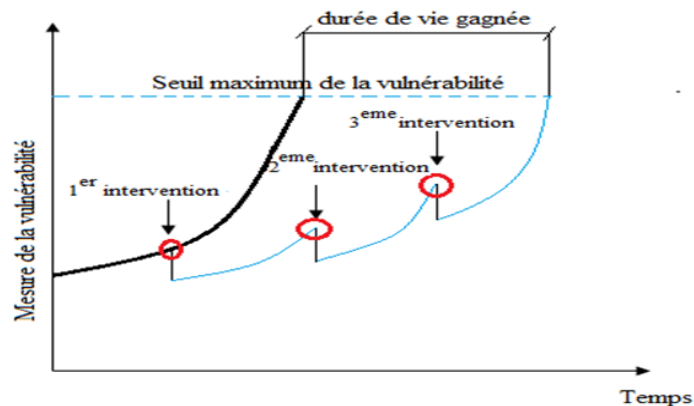 durée de vie gagnée
Seuil maximum de la vulnérabilité
3eme intervention
2eme intervention
1er intervention
Mesure de la vulnérabilité
Temps